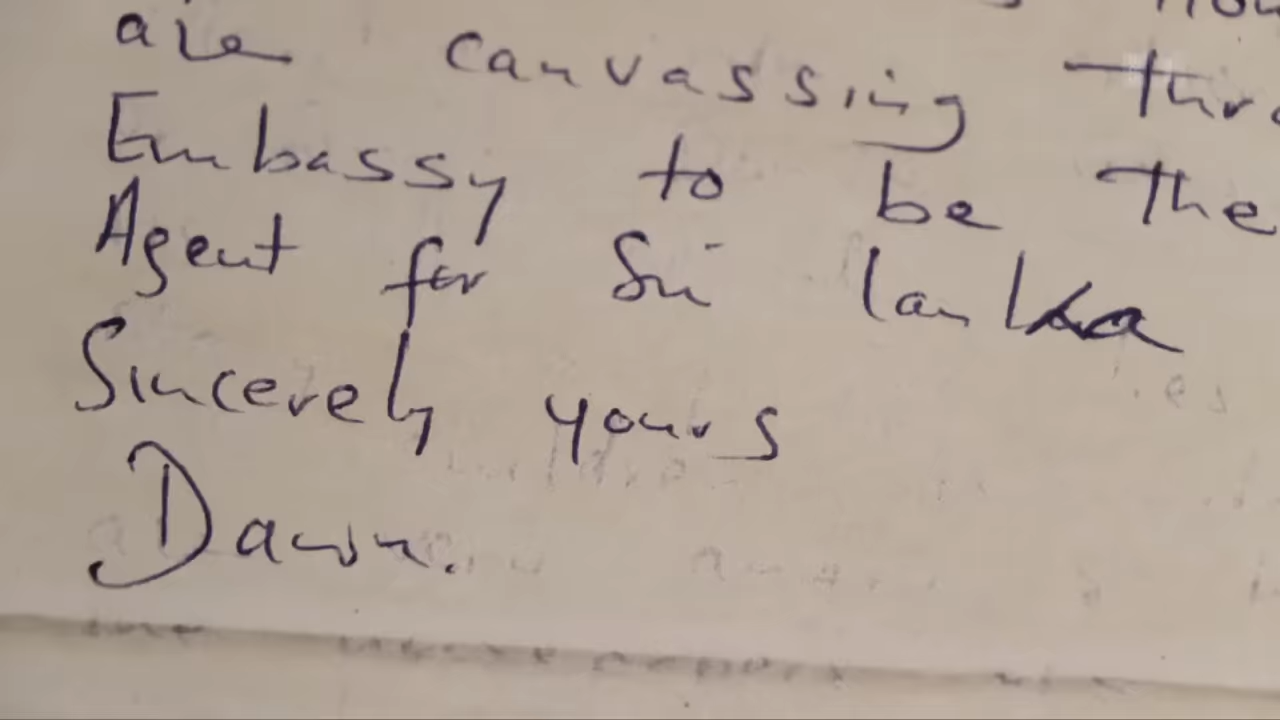 are canvassing
Embassy to be the
Agent for Sri lanka
Sincerely yours
Dawn.